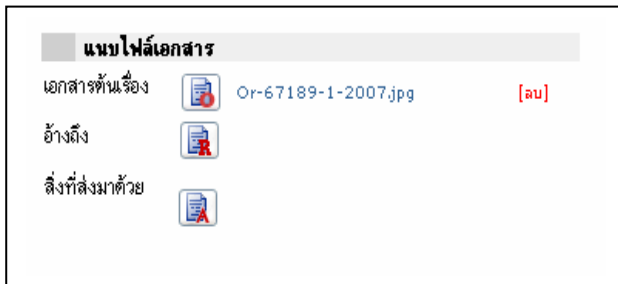 แนบไฟล์เอกสาร
เอกสารต้นเรื่อง Or-67189-1-2007.jpg [ลบ]
อ้างถึง R
สิ่งที่ส่งมาด้วย A